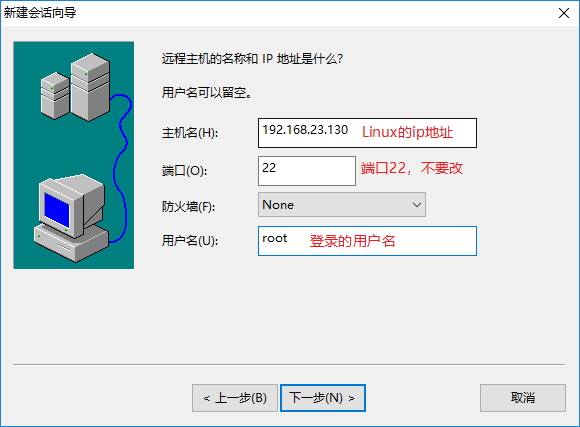 新建会话向导
远程主机的名称和 IP 地址是什么?
用户名可以留空。
主机名(H): 192.168.23.130 Linux的ip地址
端口(O): 22 端口22，不要改
防火墙(F): None
用户名(U): root 登录的用户名
< 上一步(B) 下一步(N) > 取消